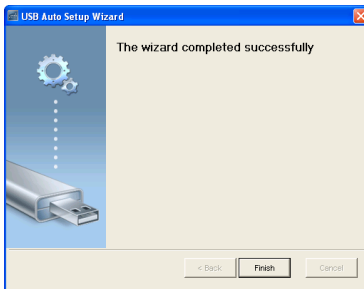 USB Auto Setup Wizard
The wizard completed successfully
< Back
Finish
Cancel